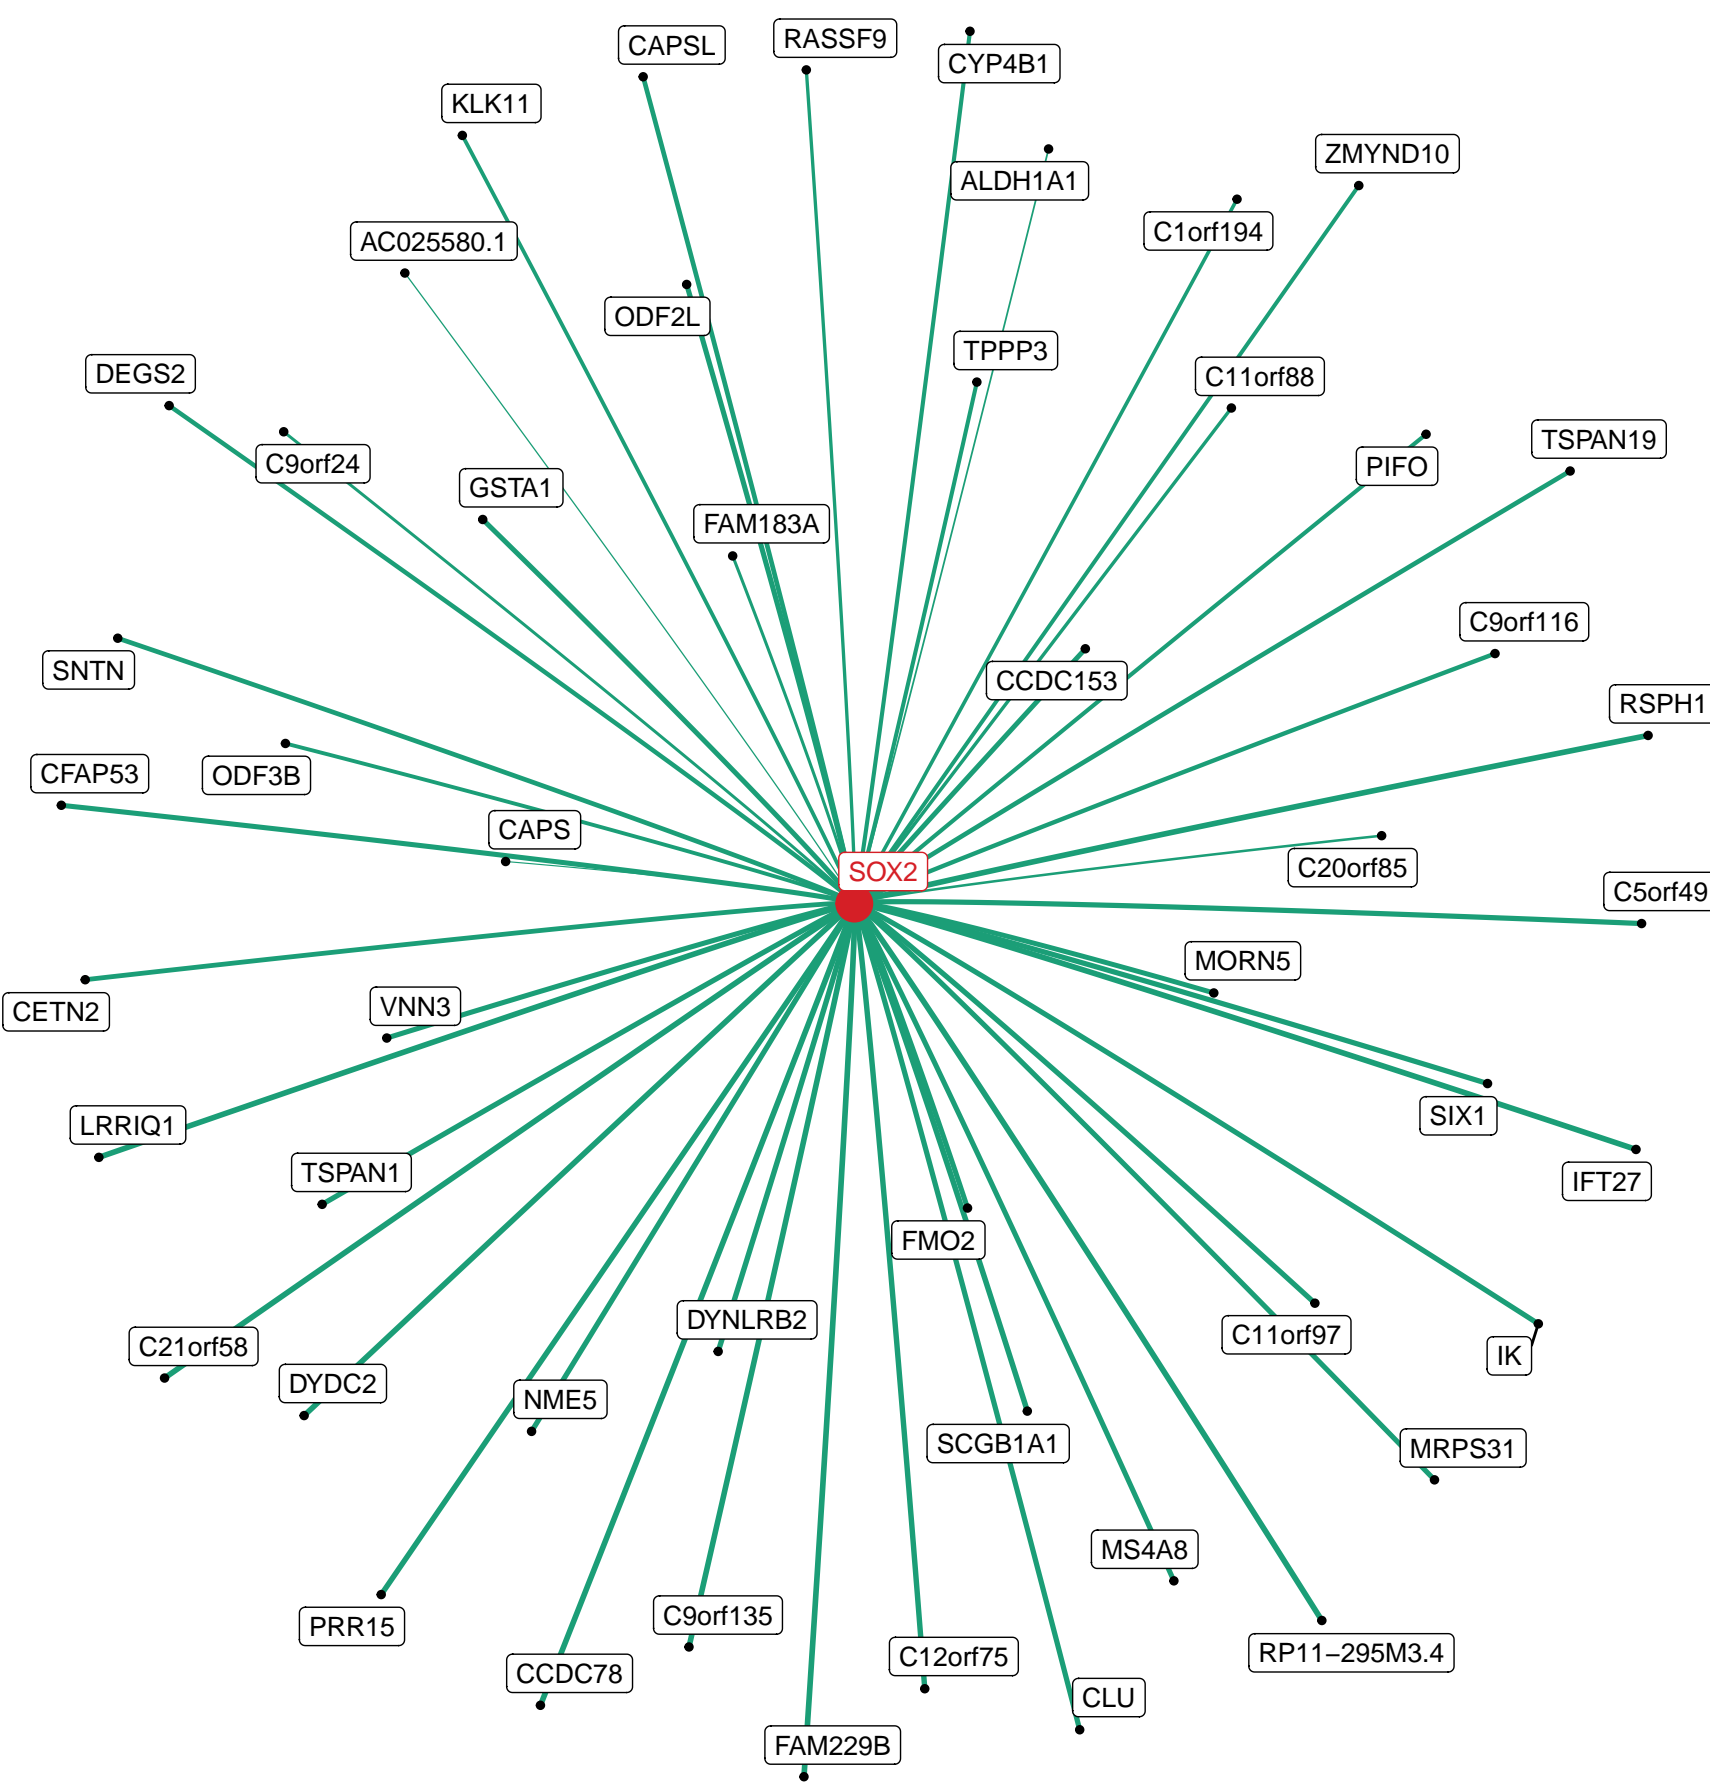 RASSF9
CAPSL
CYP4B1
KLK11
ZMYND10
ALDH1A1
C1orf194
AC025580.1
ODF2L
TPPP3
DEGS2
C11orf88
TSPAN19
C9orf24
PIFO
GSTA1
FAM183A
C9orf116
SNTN
CCDC153
RSPH1
CFAP53
ODF3B
CAPS
C20orf85
SOX2
C5orf49
MORN5
VNN3
CETN2
SIX1
LRRIQ1
TSPAN1
IFT27
FMO2
DYNLRB2
C11orf97
C21orf58
IK
DYDC2
NME5
SCGB1A1
MRPS31
MS4A8
C9orf135
PRR15
RP11−295M3.4
C12orf75
CCDC78
CLU
FAM229B